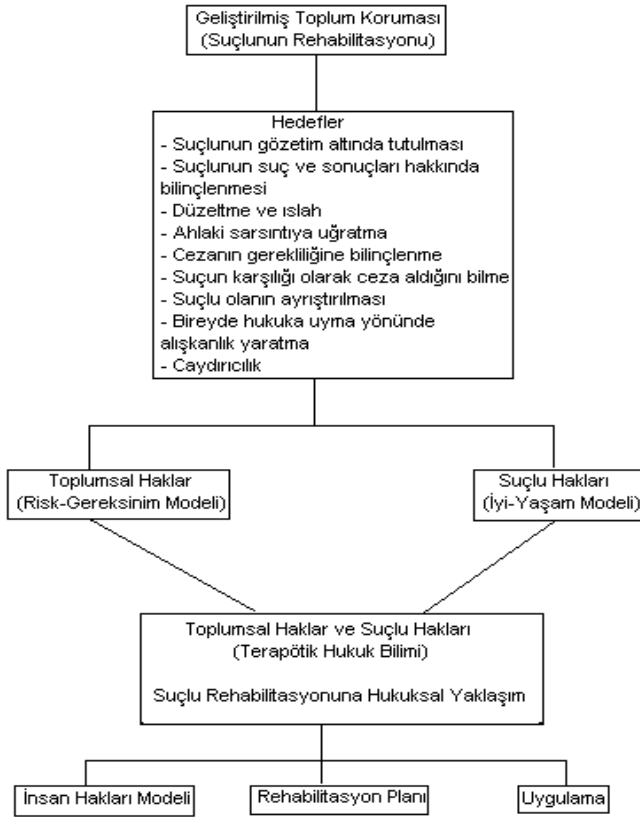 Geliştirilmiş Toplum Koruması
(Suçlunun Rehabilitasyonu)
Hedefler
- Suçlunun gözetim altında tutulması
- Suçlunun suç ve sonuçları hakkında
bilinçlenmesi
- Düzeltme ve ıslah
- Ahlaki sarsıntıya uğratma
- Cezanın gerekliliğine bilinçlenme
- Suçun karşılığı olarak ceza aldığını bilme
- Suçlu olanın ayrıştırılması
- Bireyde hukuka uyma yönünde
alışkanlık yaratma
- Caydırıcılık
Toplumsal Haklar
(Risk-Gereksinim Modeli)
Suçlu Hakları
(İyi-Yaşam Modeli)
Toplumsal Haklar ve Suçlu Hakları
(Terapötik Hukuk Bilimi)
Suçlu Rehabilitasyonuna Hukuksal Yaklaşım
İnsan Hakları Modeli
Rehabilitasyon Planı
Uygulama